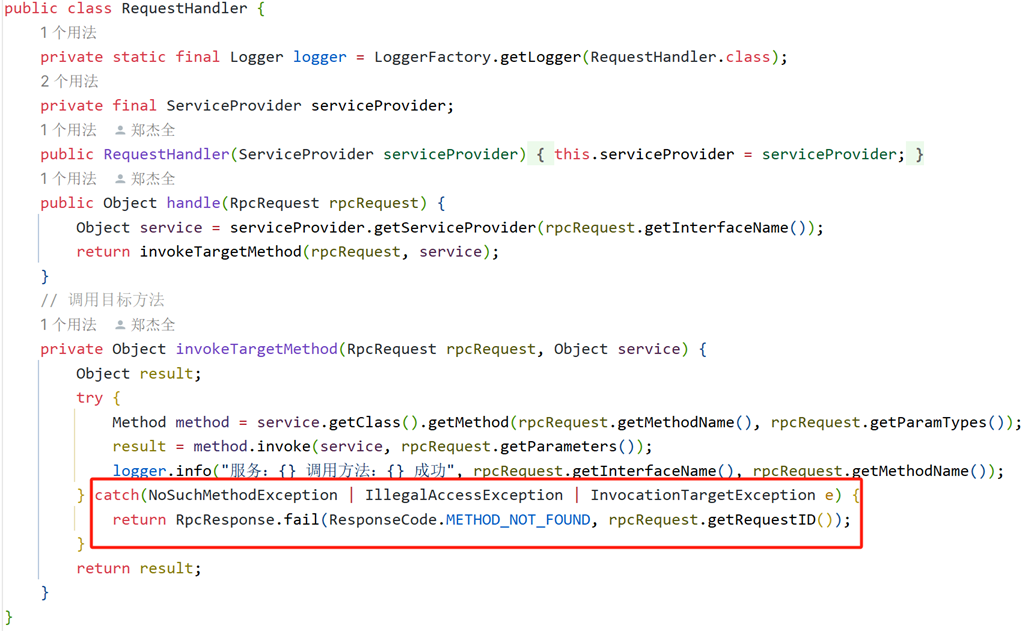 public class RequestHandler {
1 个用法
private static final Logger logger = LoggerFactory.getLogger(RequestHandler.class);
2 个用法
private final ServiceProvider serviceProvider;
1 个用法 郑杰全
public RequestHandler(ServiceProvider serviceProvider) { this.serviceProvider = serviceProvider; }
1 个用法 郑杰全
public Object handle(RpcRequest rpcRequest) {
Object service = serviceProvider.getServiceProvider(rpcRequest.getInterfaceName());
return invokeTargetMethod(rpcRequest, service);
}
// 调用目标方法
1 个用法 郑杰全
private Object invokeTargetMethod(RpcRequest rpcRequest, Object service) {
Object result;
try {
Method method = service.getClass().getMethod(rpcRequest.getMethodName(), rpcRequest.getParamTypes());
result = method.invoke(service, rpcRequest.getParameters());
logger.info("服务: {} 调用方法: {} 成功", rpcRequest.getInterfaceName(), rpcRequest.getMethodName());
} catch(NoSuchMethodException | IllegalAccessException | InvocationTargetException e) {
return RpcResponse.fail(ResponseCode.METHOD_NOT_FOUND, rpcRequest.getRequestID());
}
return result;
}
}